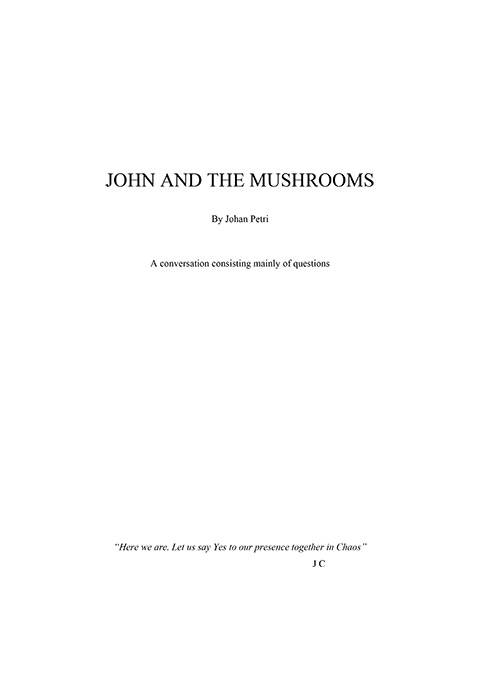 JOHN AND THE MUSHROOMS
By Johan Petri
A conversation consisting mainly of questions
”Here we are. Let us say Yes to our presence together in Chaos”
J C